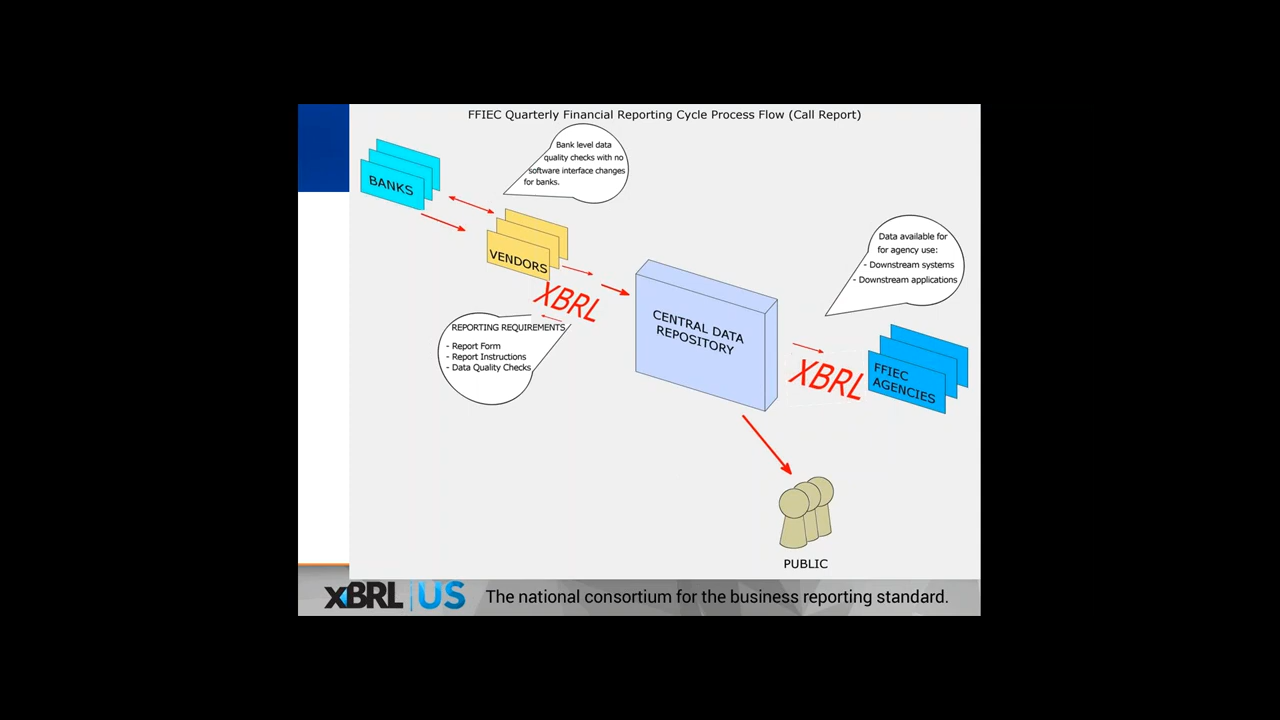 FFIEC Quarterly Financial Reporting Cycle Process Flow (Call Report)
Bank level data
quality checks with no
software interface changes
for banks.
BANKS
VENDORS
XBRL
REPORTING REQUIREMENTS
- Report Form
- Report Instructions
- Data Quality Checks
CENTRAL DATA
REPOSITORY
Data available for
for agency use:
- Downstream systems
- Downstream applications
XBRL
FFIEC
AGENCIES
PUBLIC
XBRL US
The national consortium for the business reporting standard.